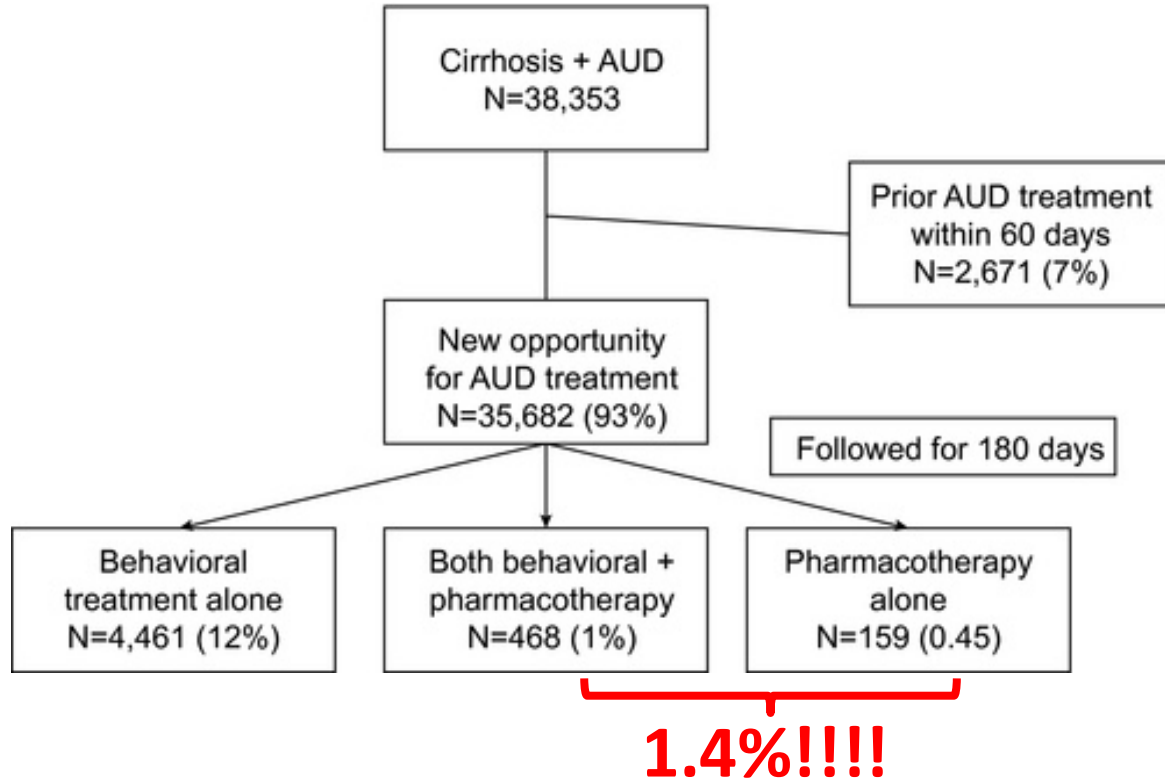 Cirrhosis + AUD
N=38,353
Prior AUD treatment
within 60 days
N=2,671 (7%)
New opportunity
for AUD treatment
N=35,682 (93%)
Followed for 180 days
Behavioral
treatment alone
N=4,461 (12%)
Both behavioral +
pharmacotherapy
N=468 (1%)
Pharmacotherapy
alone
N=159 (0.45)
1.4%!!!!